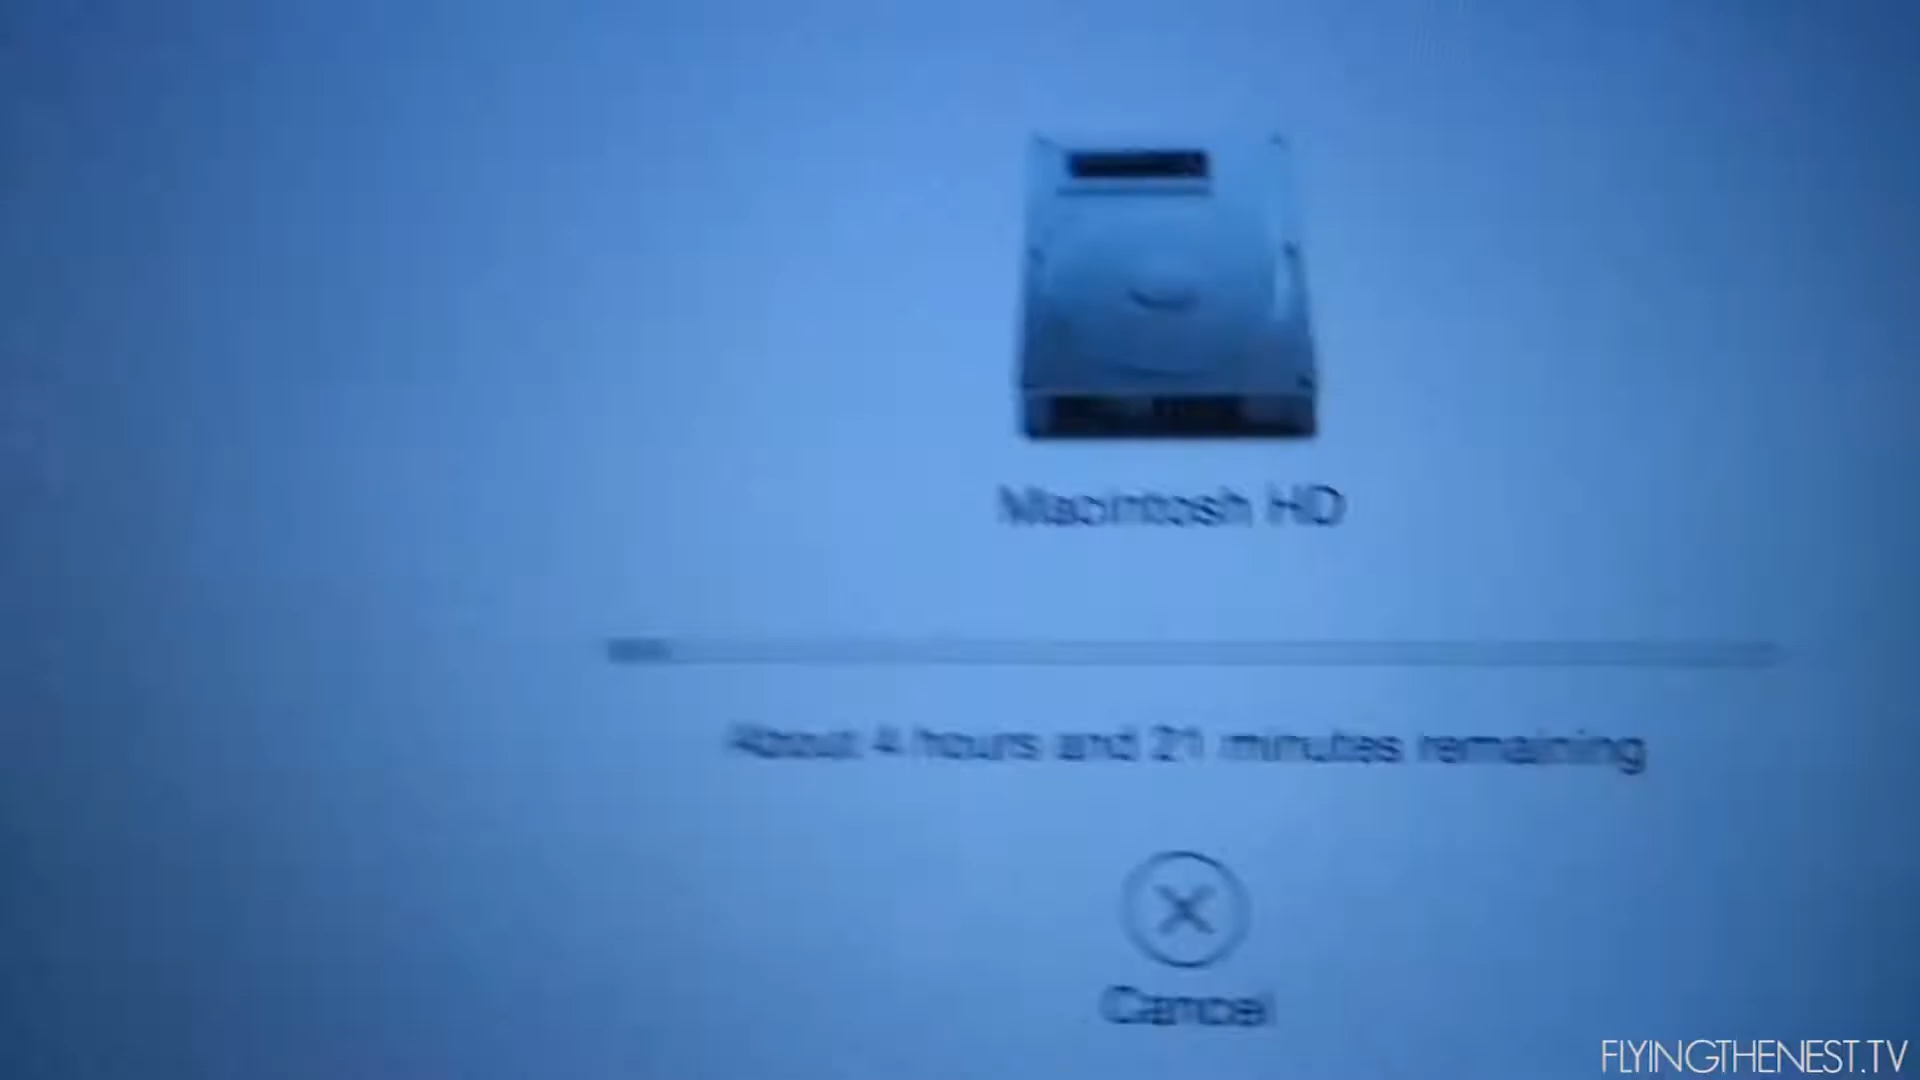 Macintosh HD
About 4 hours and 21 minutes remaining
Cancel
FLYINGTHENEST.TV